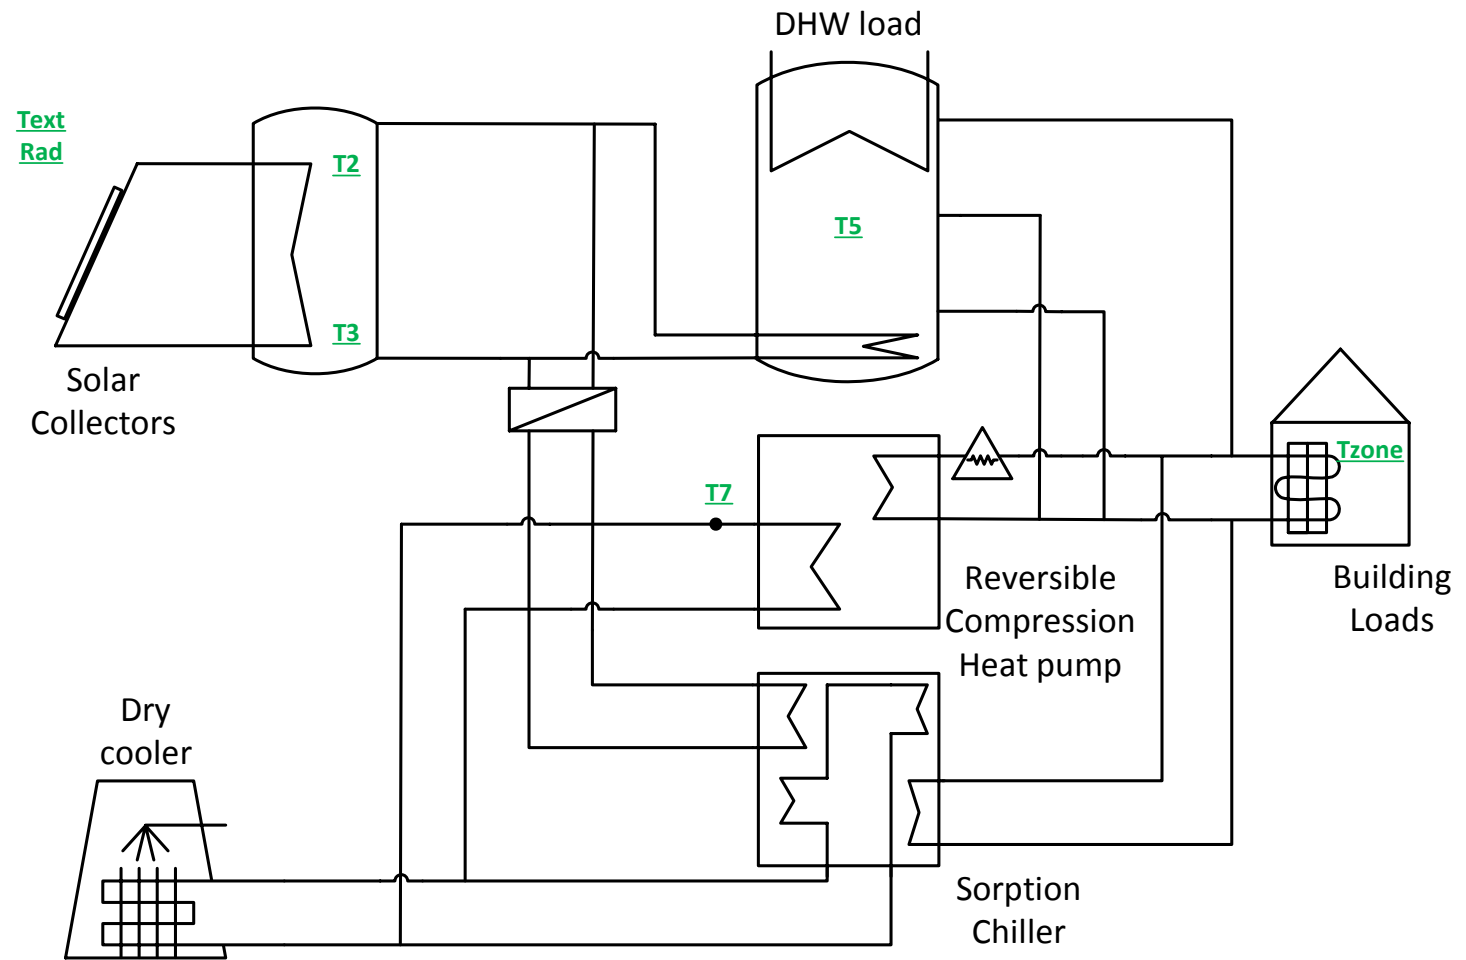 DHW load
Text
Rad
T2
T5
T3
Solar
Collectors
Tzone
T7
Reversible
Compression
Heat pump
Building
Loads
Dry
cooler
Sorption
Chiller